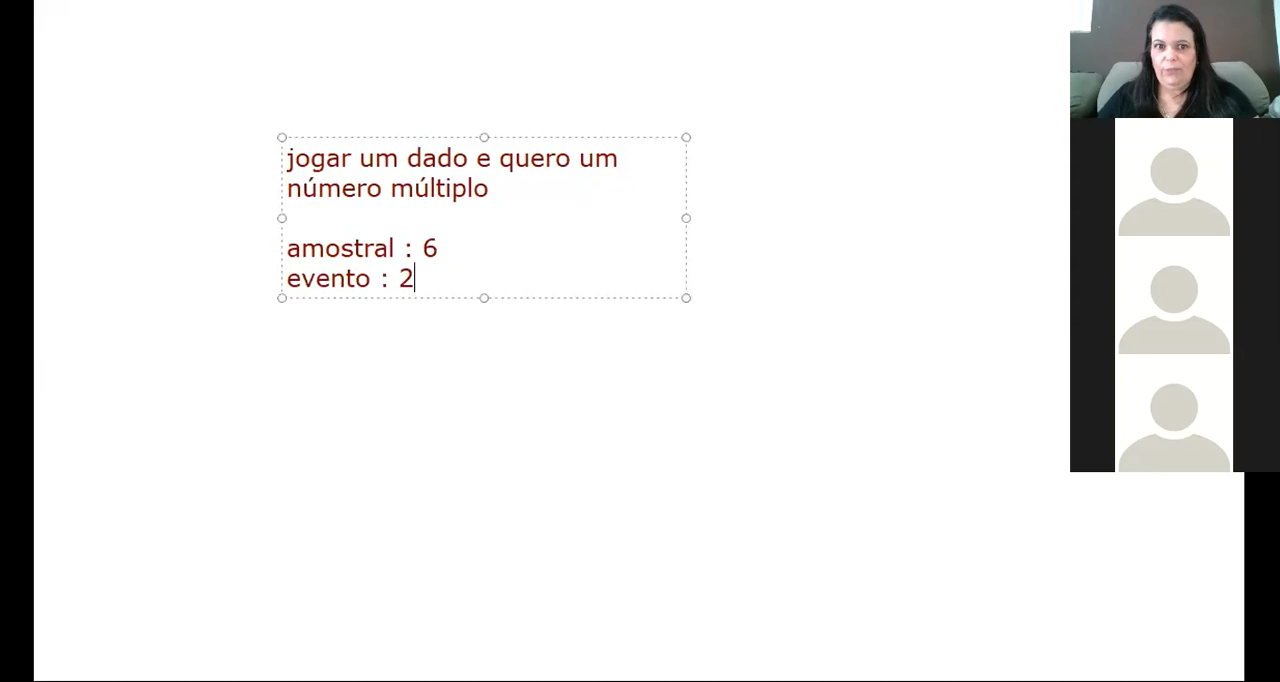 jogar um dado e quero um
número múltiplo
amostral : 6
evento : 2